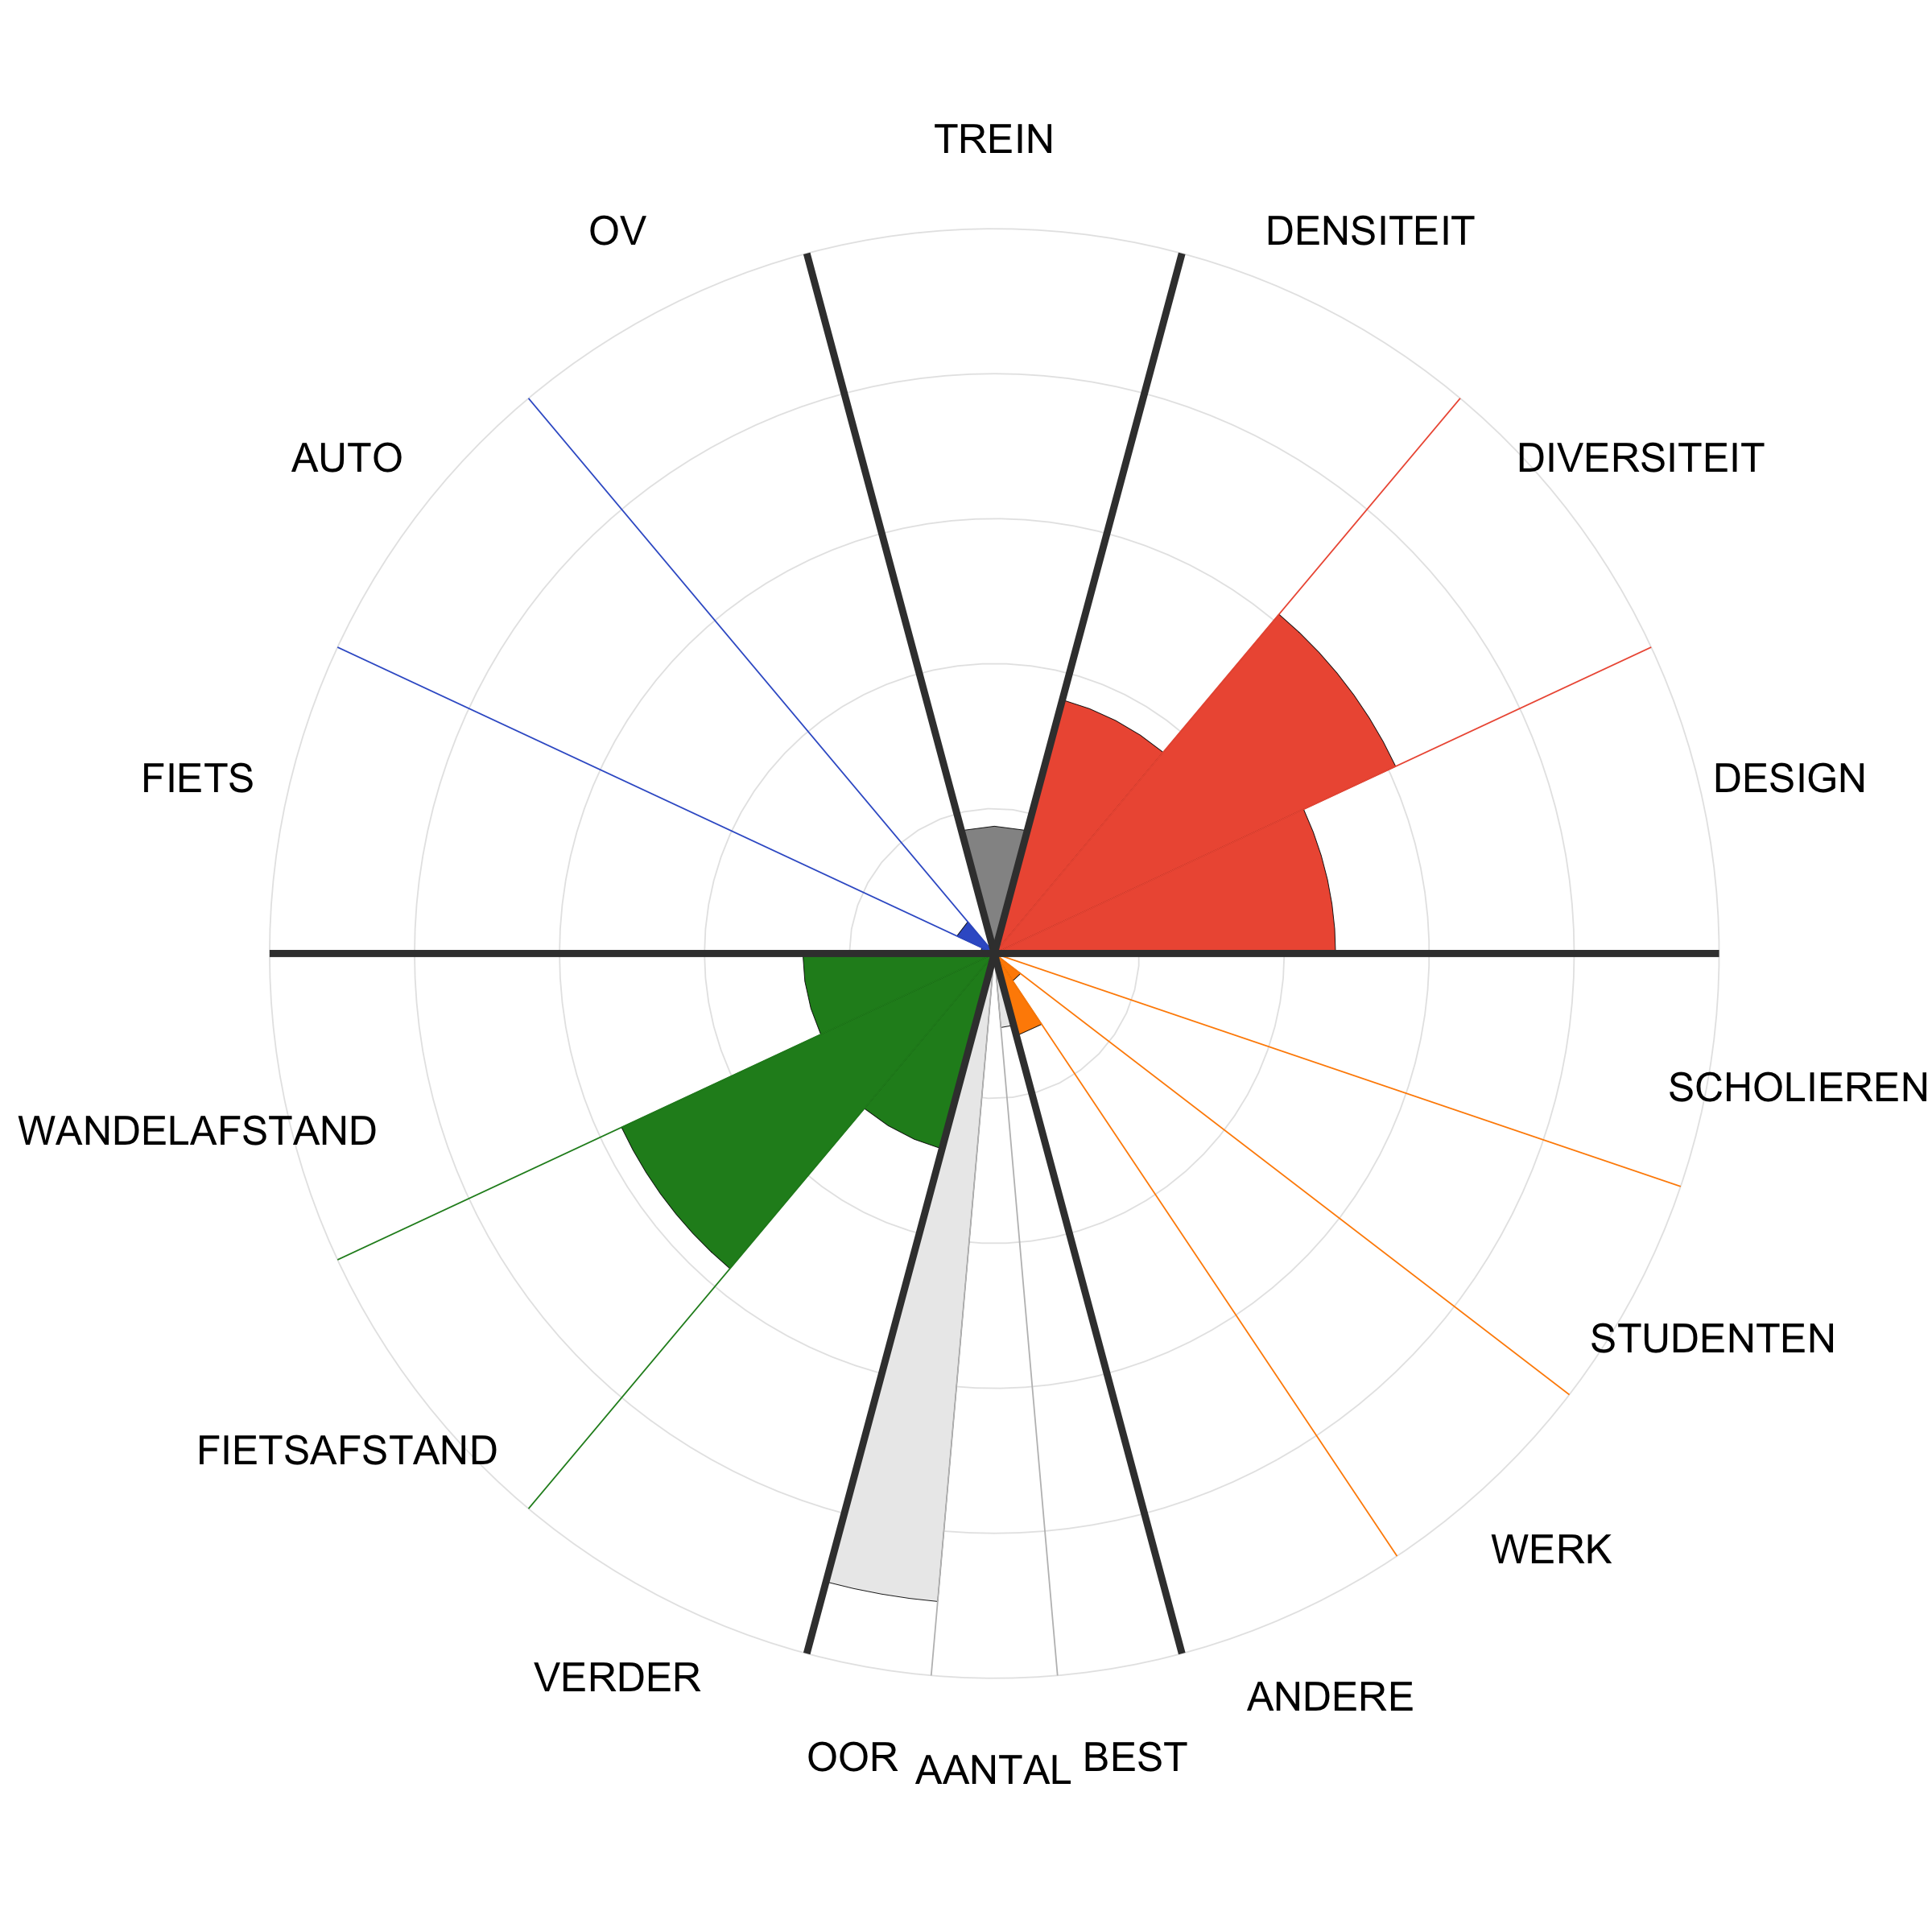 TREIN
OV
DENSITEIT
AUTO
DIVERSITEIT
FIETS
DESIGN
SCHOLIEREN
WANDELAFSTAND
STUDENTEN
FIETSAFSTAND
WERK
VERDER
ANDERE
OOR
AANTAL
BEST